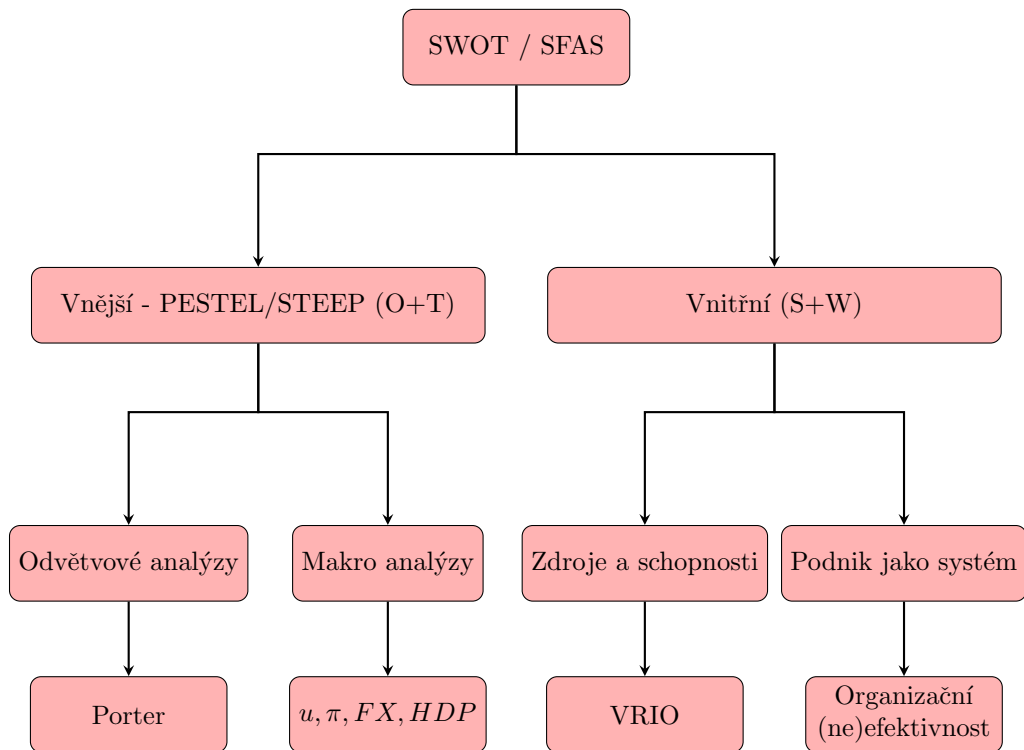 SWOT / SFAS
Vnější - PESTEL/STEEP (O+T)
Vnitřní (S+W)
Odvětvové analýzy
Makro analýzy
Zdroje a schopnosti
Podnik jako systém
Porter
u, π, FX, HDP
VRIO
Organizační
(ne)efektivnost